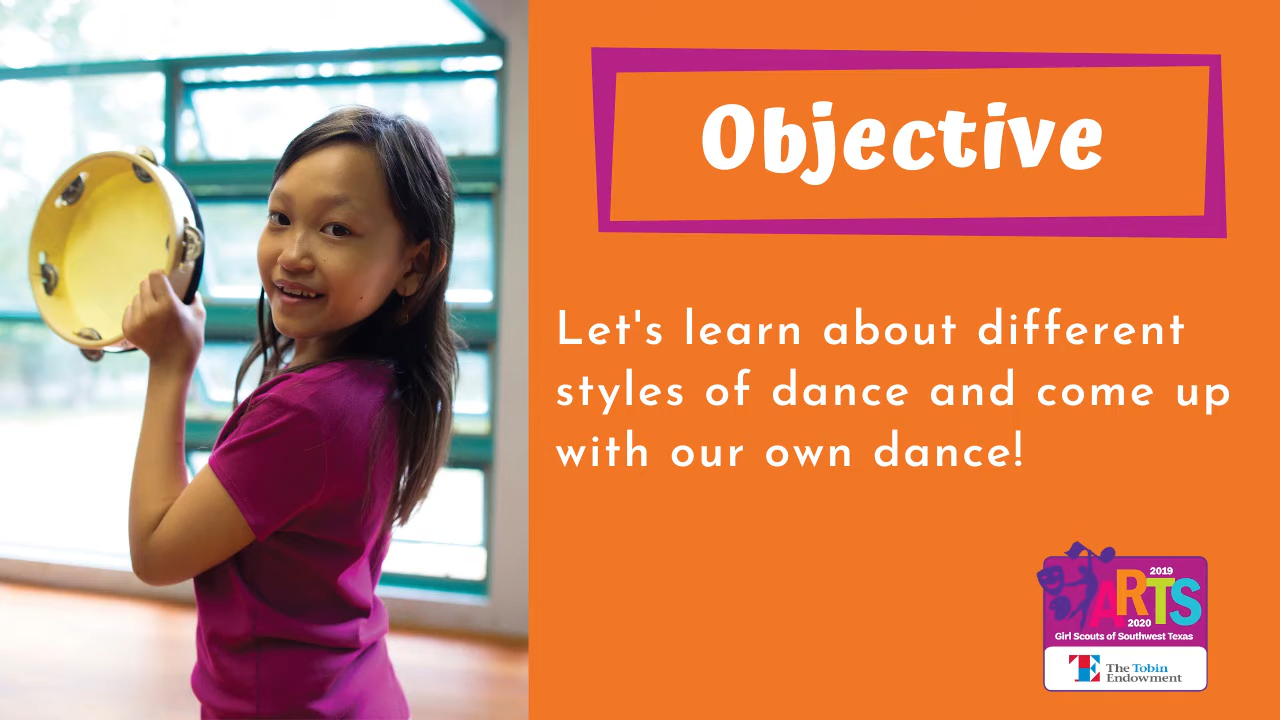 Objective
Let's learn about different
styles of dance and come up
with our own dance!
2019
ARTS
2020
Girl Scouts of Southwest Texas
TE The Tobin
Endowment